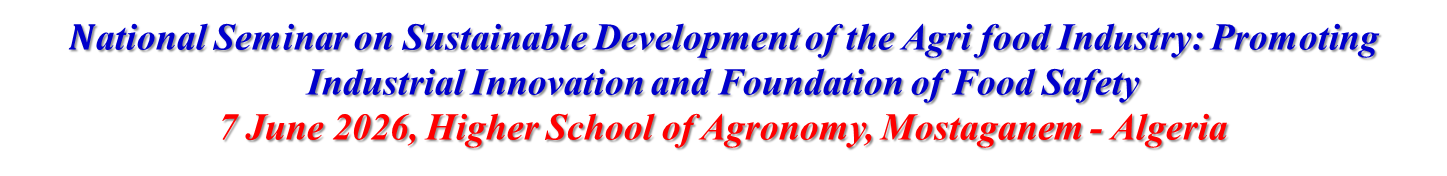 National Seminar on Sustainable Development of the Agri food Industry: Promoting
Industrial Innovation and Foundation of Food Safety
7 June 2026, Higher School of Agronomy, Mostaganem - Algeria